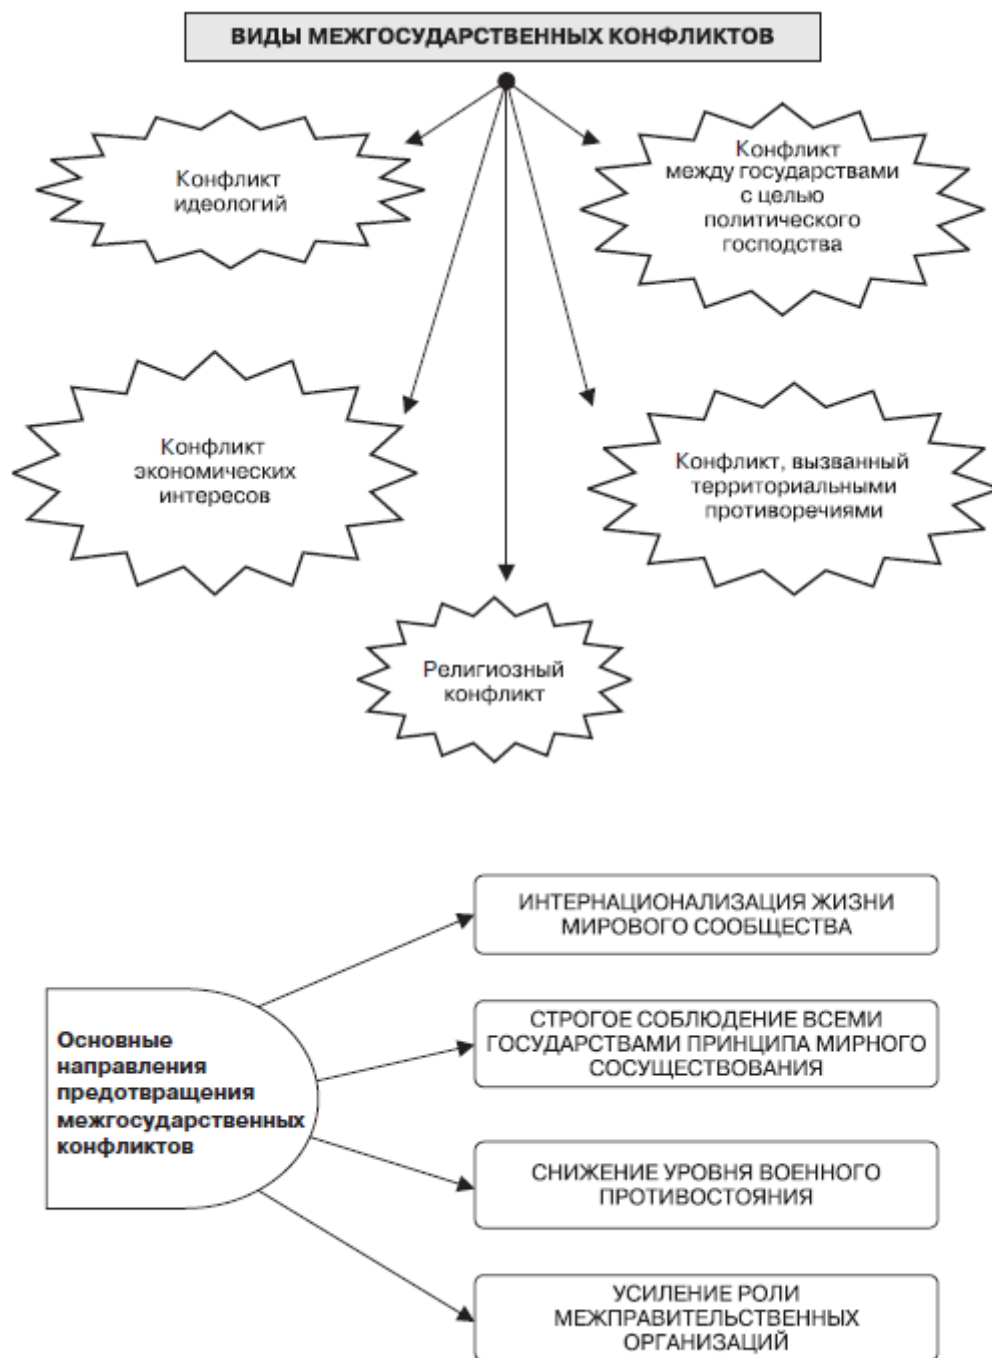 ВИДЫ МЕЖГОСУДАРСТВЕННЫХ КОНФЛИКТОВ
Конфликт
идеологий
Конфликт
между государствами
с целью
политического
господства
Конфликт
экономических
интересов
Конфликт, вызванный
территориальными
противоречиями
Религиозный
конфликт
Основные
направления
предотвращения
межгосударственных
конфликтов
ИНТЕРНАЦИОНАЛИЗАЦИЯ ЖИЗНИ
МИРОВОГО СООБЩЕСТВА
СТРОГОЕ СОБЛЮДЕНИЕ ВСЕМИ
ГОСУДАРСТВАМИ ПРИНЦИПА МИРНОГО
СОСУЩЕСТВОВАНИЯ
СНИЖЕНИЕ УРОВНЯ ВОЕННОГО
ПРОТИВОСТОЯНИЯ
УСИЛЕНИЕ РОЛИ
МЕЖПРАВИТЕЛЬСТВЕННЫХ
ОРГАНИЗАЦИЙ